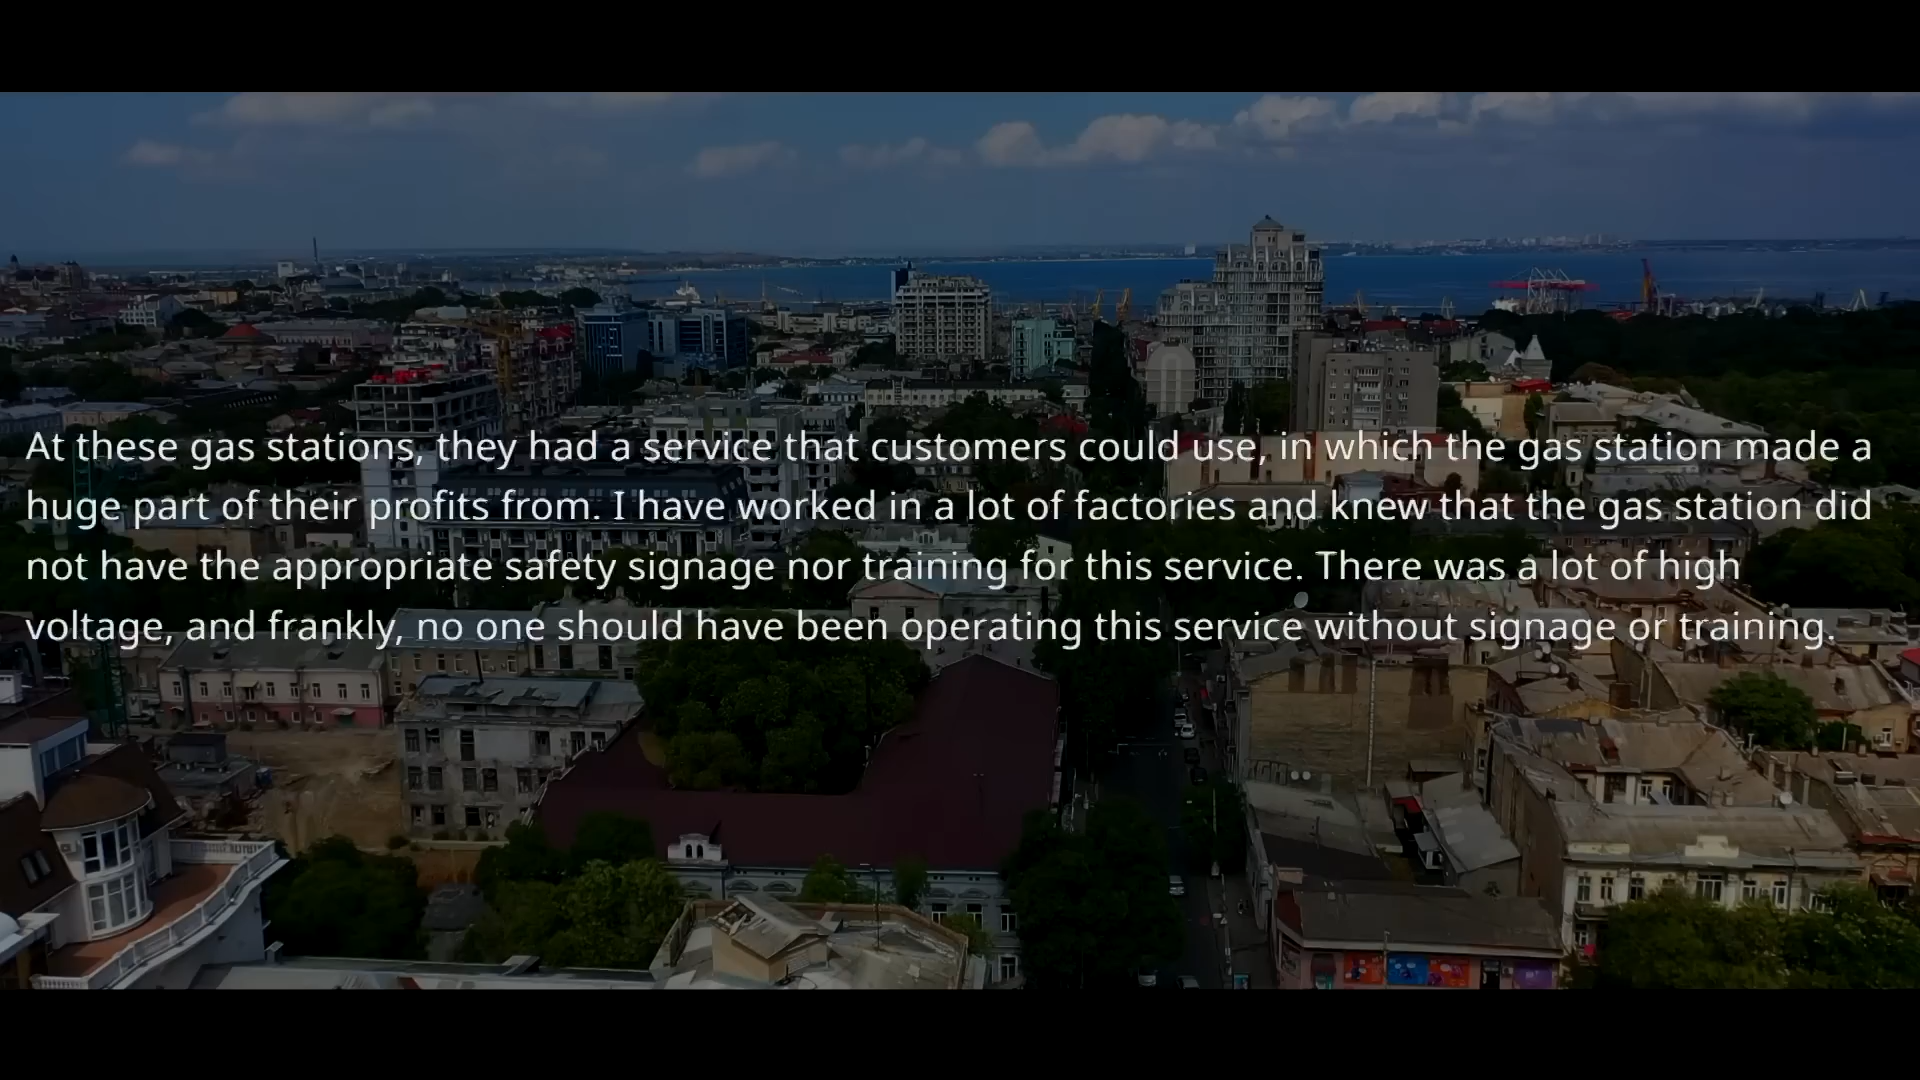 At these gas stations, they had a service that customers could use, in which the gas station made a
huge part of their profits from. I have worked in a lot of factories and knew that the gas station did
not have the appropriate safety signage nor training for this service. There was a lot of high
voltage, and frankly, no one should have been operating this service without signage or training.